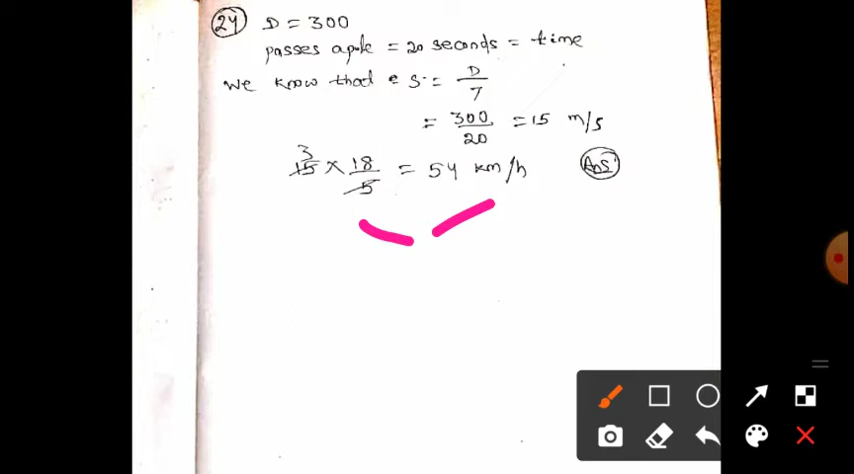 24 D = 300
passes a pole = 20 seconds = time
We know that S = D/T
= 300/20 = 15 m/s
3
15 × 18/5 = 54 km/h Ans